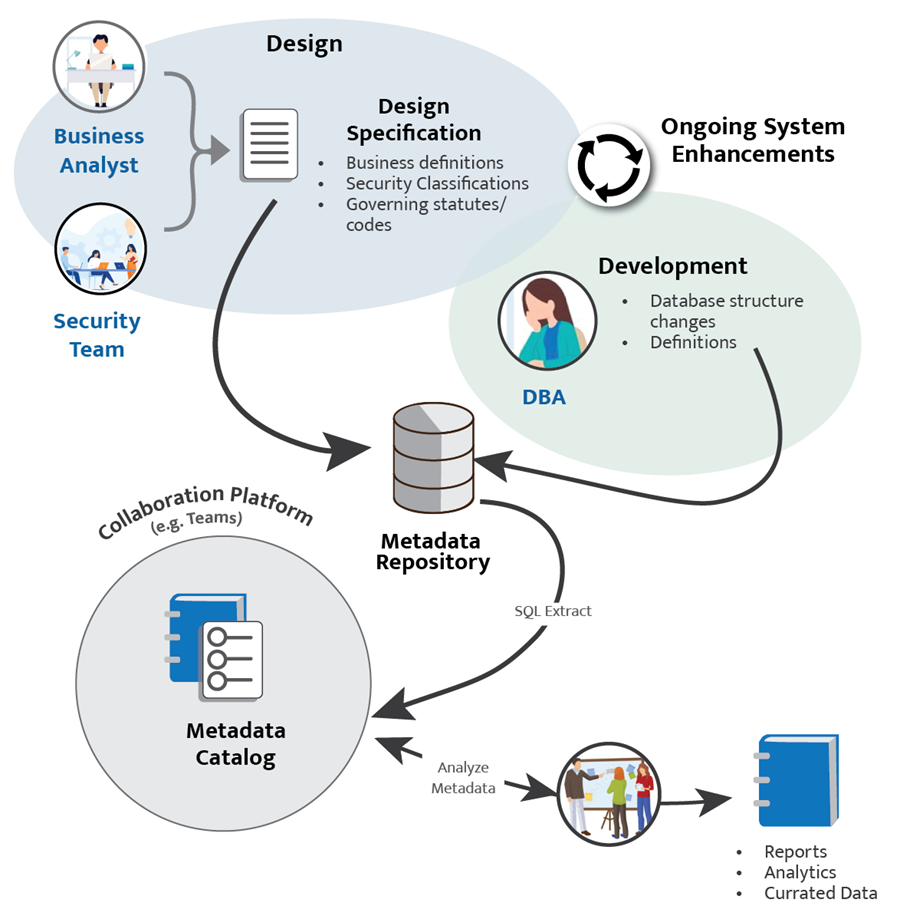 Design
Business
Analyst
Design
Specification
• Business definitions
• Security Classifications
• Governing statutes/
codes
Security
Team
Ongoing System
Enhancements
Development
• Database structure
changes
• Definitions
DBA
Metadata
Repository
Collaboration Platform
(e.g. Teams)
SQL Extract
Metadata
Catalog
Analyze
Metadata
• Reports
• Analytics
• Currated Data